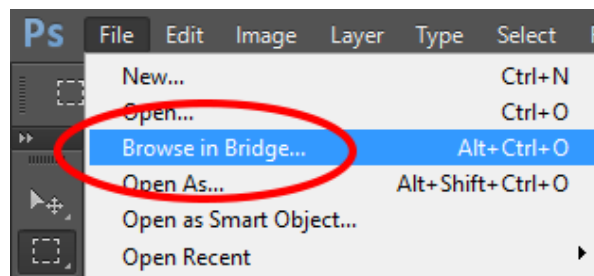 Ps File Edit Image Layer Type Select
New... Ctrl+N
Open... Ctrl+O
Browse in Bridge... Alt+Ctrl+O
Open As... Alt+Shift+Ctrl+O
Open as Smart Object...
Open Recent